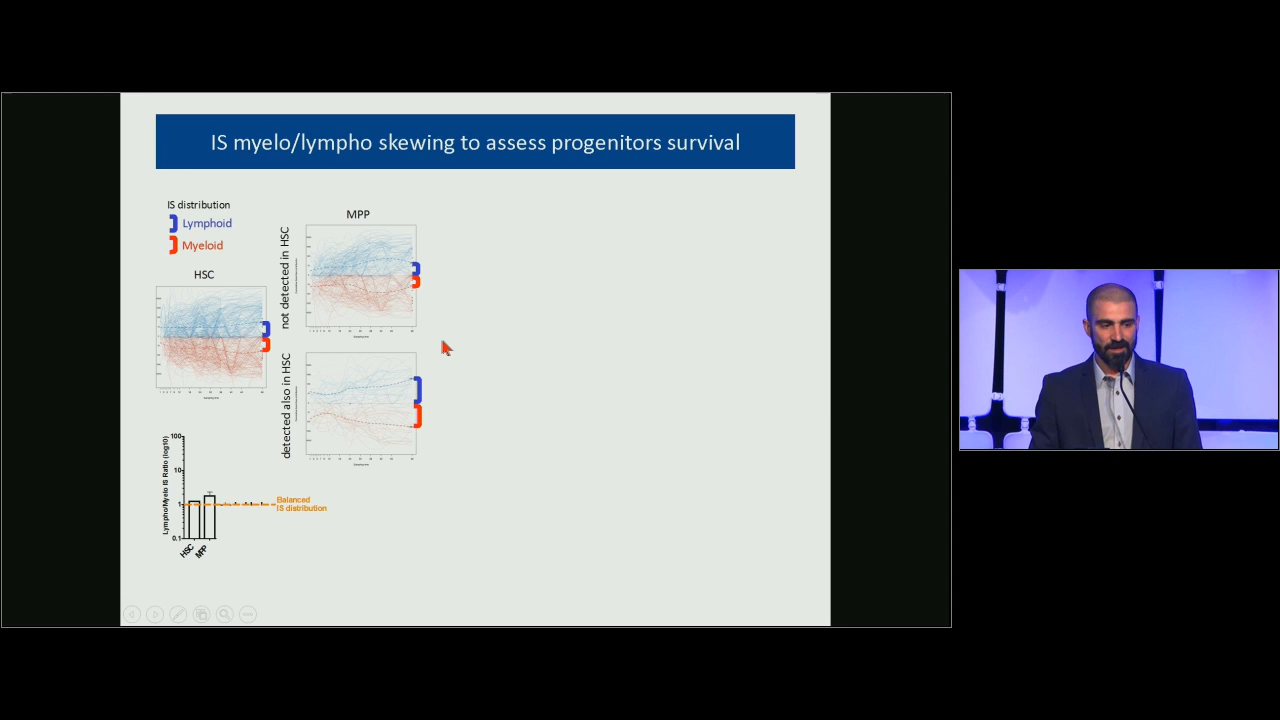 IS myelo/lympho skewing to assess progenitors survival
IS distribution
Lymphoid
Myeloid
HSC
MPP
not detected in HSC
detected also in HSC
Lympho/Myelo IS Ratio (log10)
100
10
1
0.1
HSC
MPP
Balanced
IS distribution